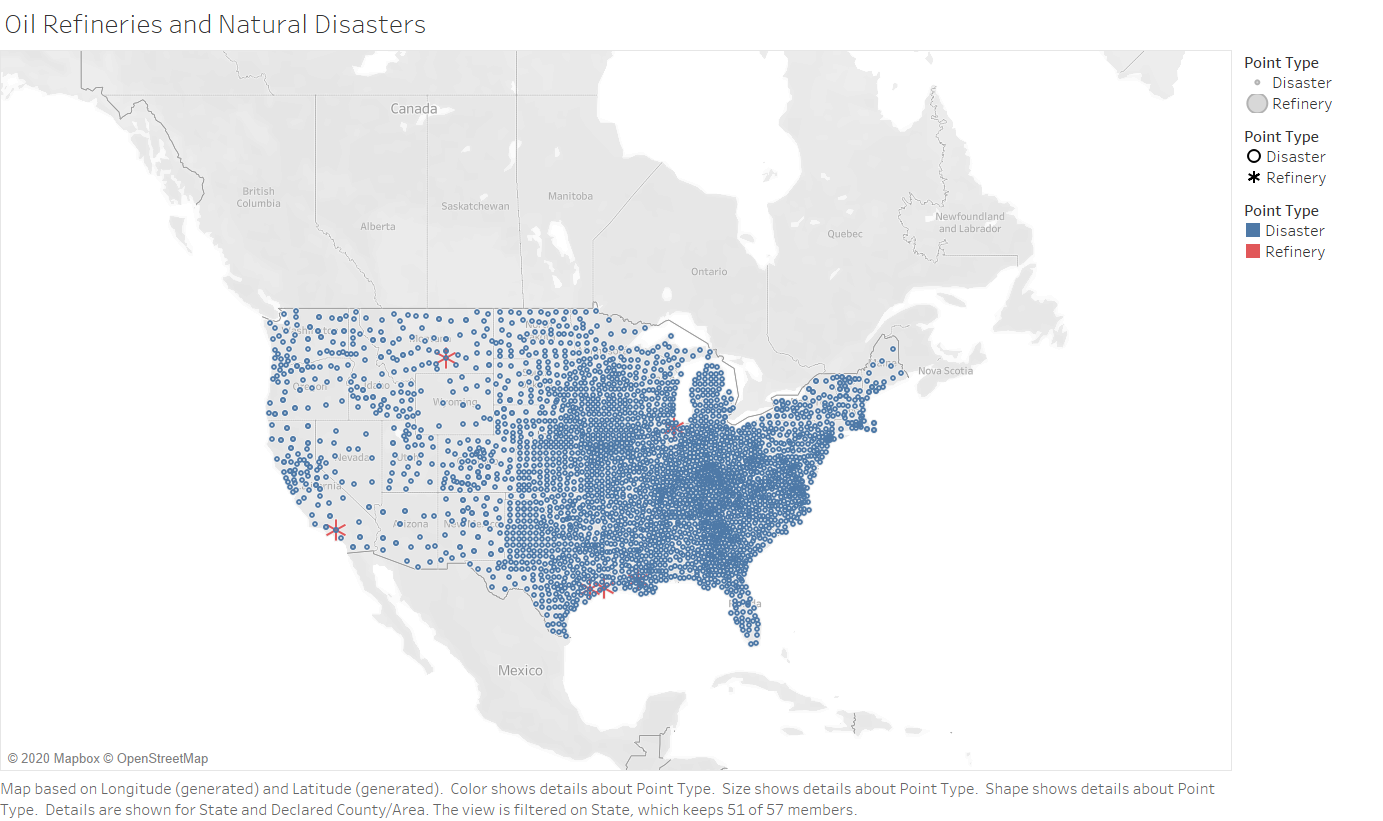 Oil Refineries and Natural Disasters
Point Type
Disaster
Refinery
Point Type
Disaster
Refinery
Point Type
Disaster
Refinery
Canada
British
Columbia
Alberta
Saskatchewan
Manitoba
Ontario
Quebec
Newfoundland
and Labrador
Nova Scotia
Wyoming
Nevada
Arizona
Mexico
© 2020 Mapbox © OpenStreetMap
Map based on Longitude (generated) and Latitude (generated).  Color shows details about Point Type.  Size shows details about Point Type.  Shape shows details about Point
Type.  Details are shown for State and Declared County/Area. The view is filtered on State, which keeps 51 of 57 members.